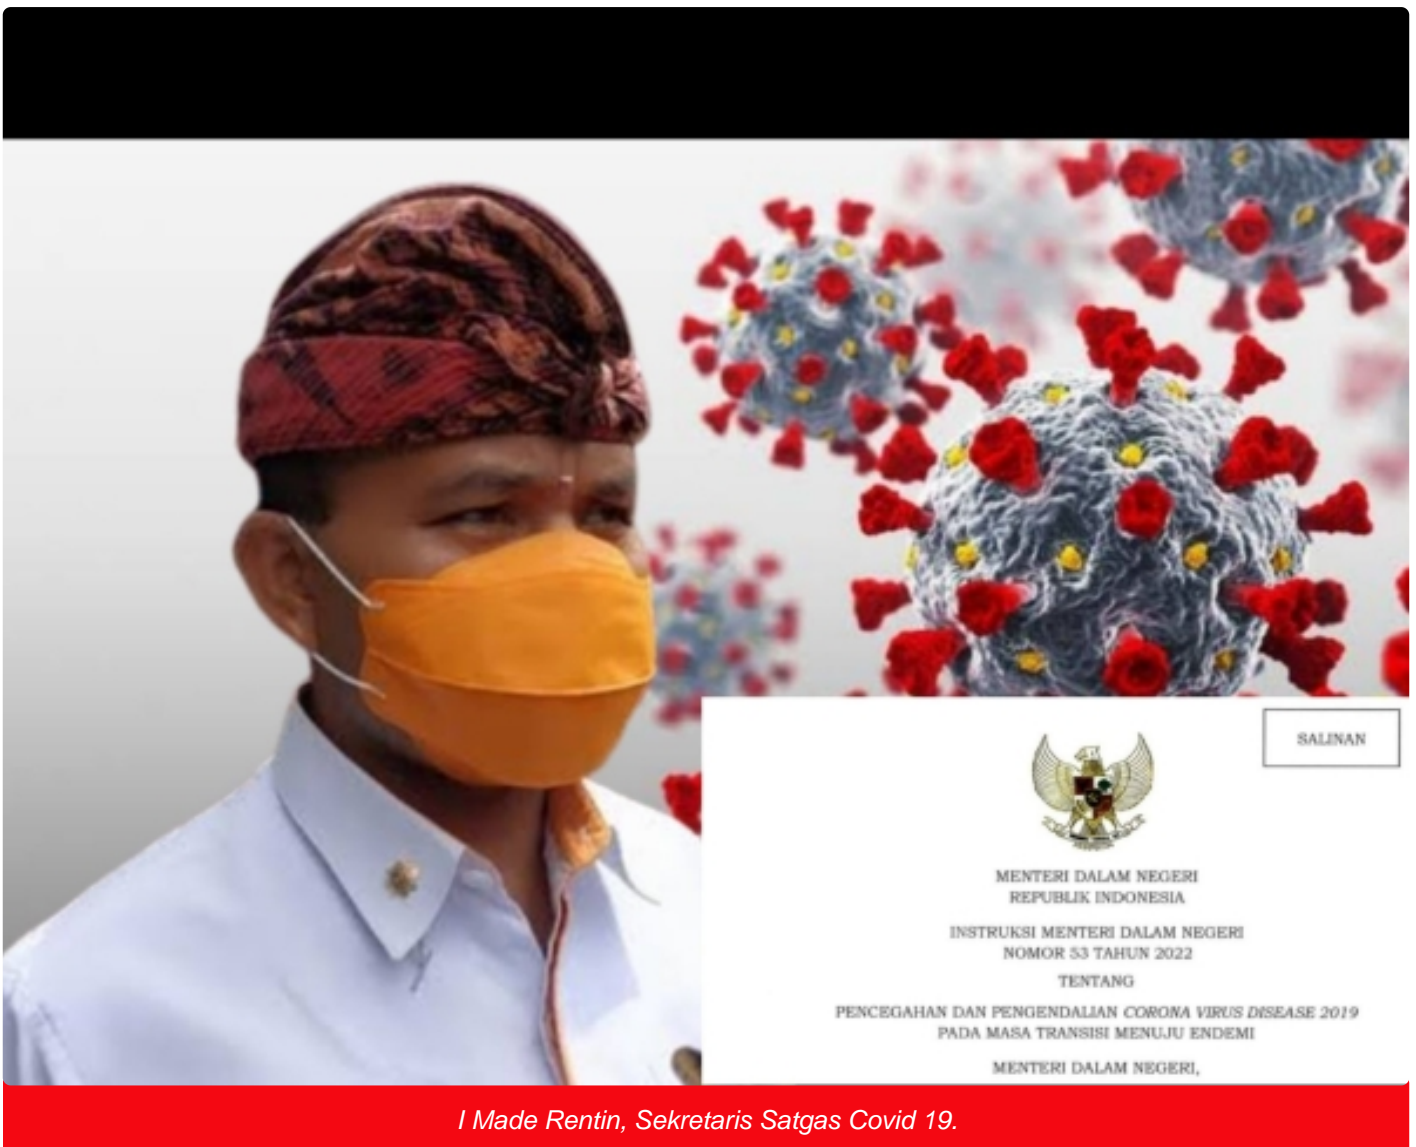 SALINAN
MENTERI DALAM NEGERI
REPUBLIK INDONESIA
INSTRUKSI MENTERI DALAM NEGERI
NOMOR 53 TAHUN 2022
TENTANG
PENCEGAHAN DAN PENGENDALIAN CORONA VIRUS DISEASE 2019
PADA MASA TRANSISI MENUJU ENDEMI
MENTERI DALAM NEGERI,
I Made Rentin, Sekretaris Satgas Covid 19.